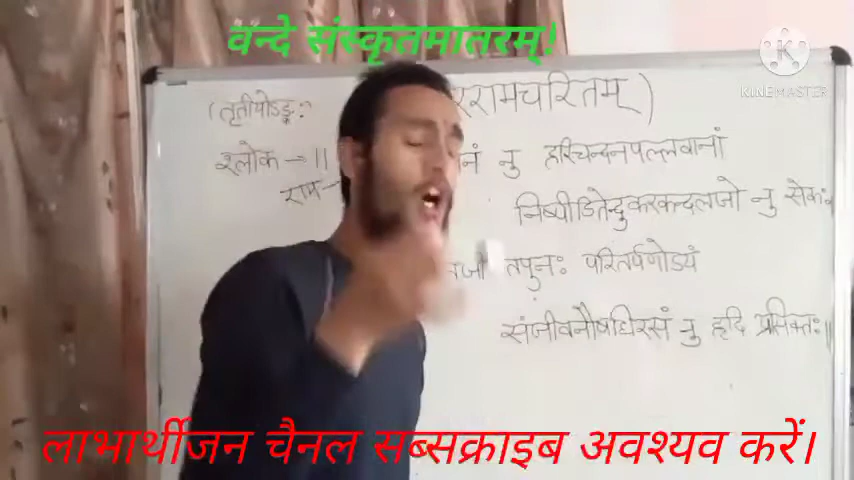 वन्दे संस्कृतमातरम्!
KINEMASTER
ररामचरितम्)
(तृतीयोऽङ्कः
श्लोक → ॥ नं नु हरिचन्दनपल्लवानां
राम-
निष्पीडितेन्दुकरकन्दलजो नु सेकः
तपुनः परितर्पणोऽयं
संजीवनौषधिरसं नु हृदि प्रसिक्तः॥
लाभार्थीजन चैनल सब्सक्राइब अवश्यव करें।